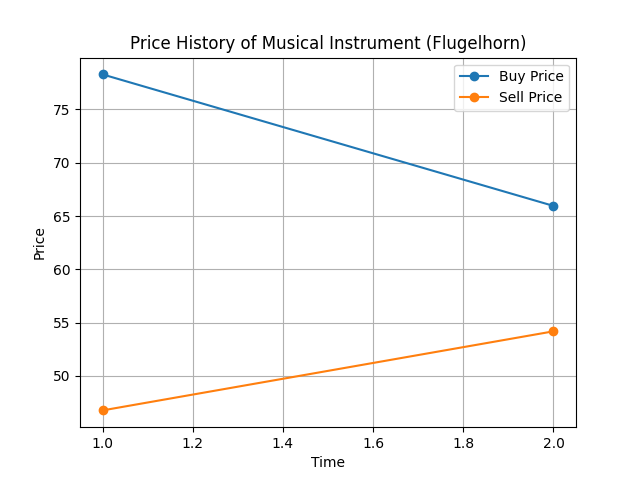 Price History of Musical Instrument (Flugelhorn)
Buy Price
Sell Price
75
70
65
60
55
50
Price
1.0 1.2 1.4 1.6 1.8 2.0
Time